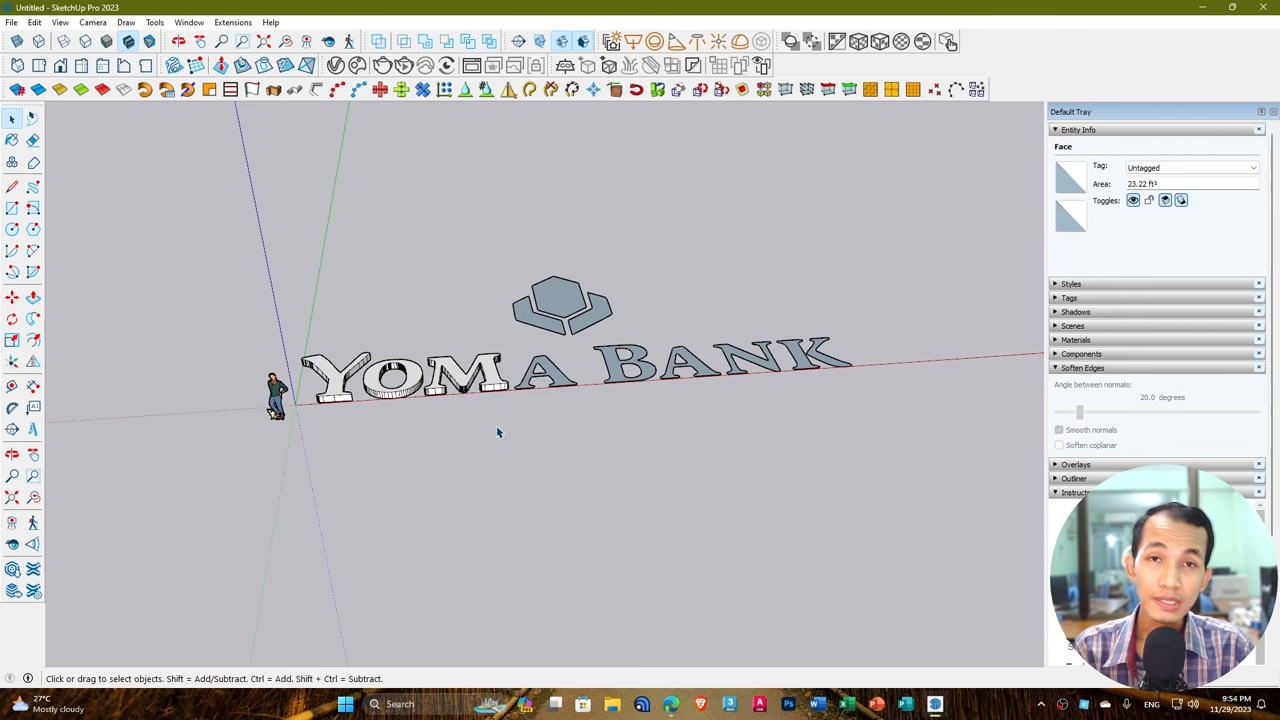 Untitled - SketchUp Pro 2023
File Edit View Camera Draw Tools Window Extensions Help
Default Tray
Entity Info
Face
Tag: Untagged
Area: 23.22 ft²
Toggles:
Styles
Tags
Shadows
Scenes
Materials
Components
Soften Edges
Angle between normals:
20.0 degrees
Smooth normals
Soften coplanar
Overlays
Outliner
YOMA BANK
Click or drag to select objects. Shift = Add/Subtract. Ctrl = Add. Shift + Ctrl = Subtract.
27°C
Mostly cloudy
Search
ENG
9:54 PM
11/29/2023